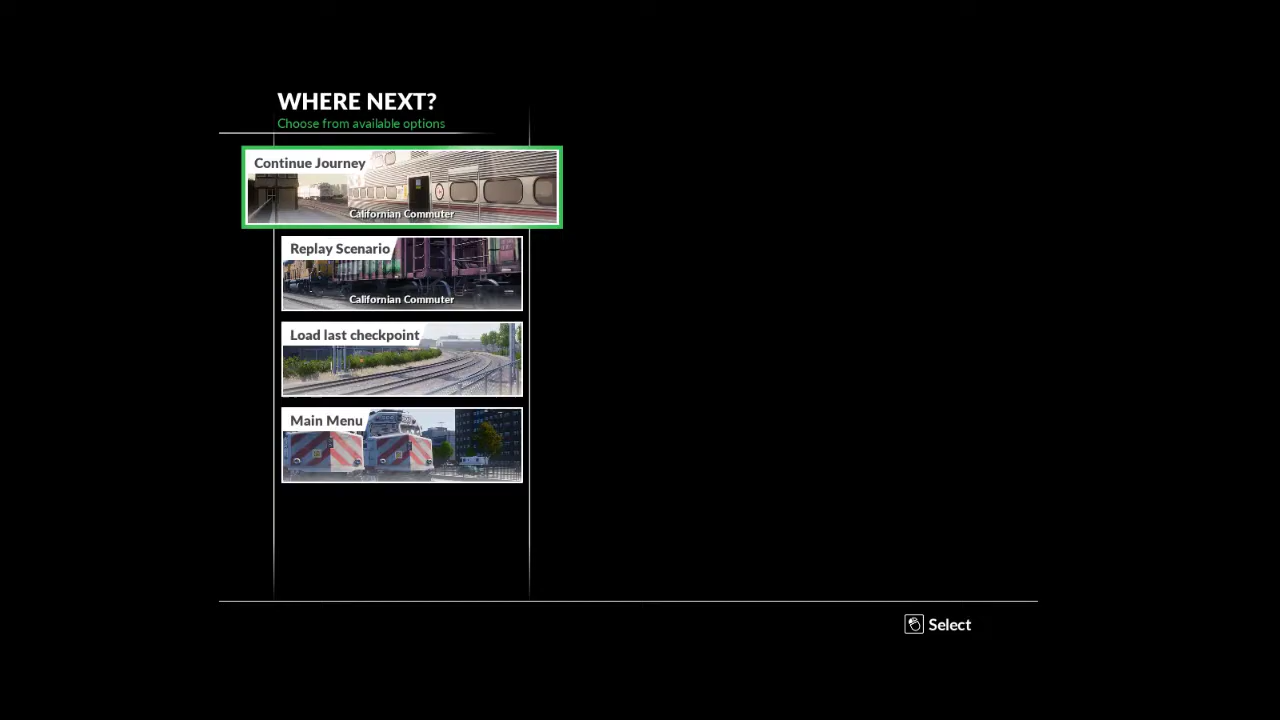 WHERE NEXT?
Choose from available options
Continue Journey
Californian Commuter
Replay Scenario
Californian Commuter
Load last checkpoint
Main Menu
Select